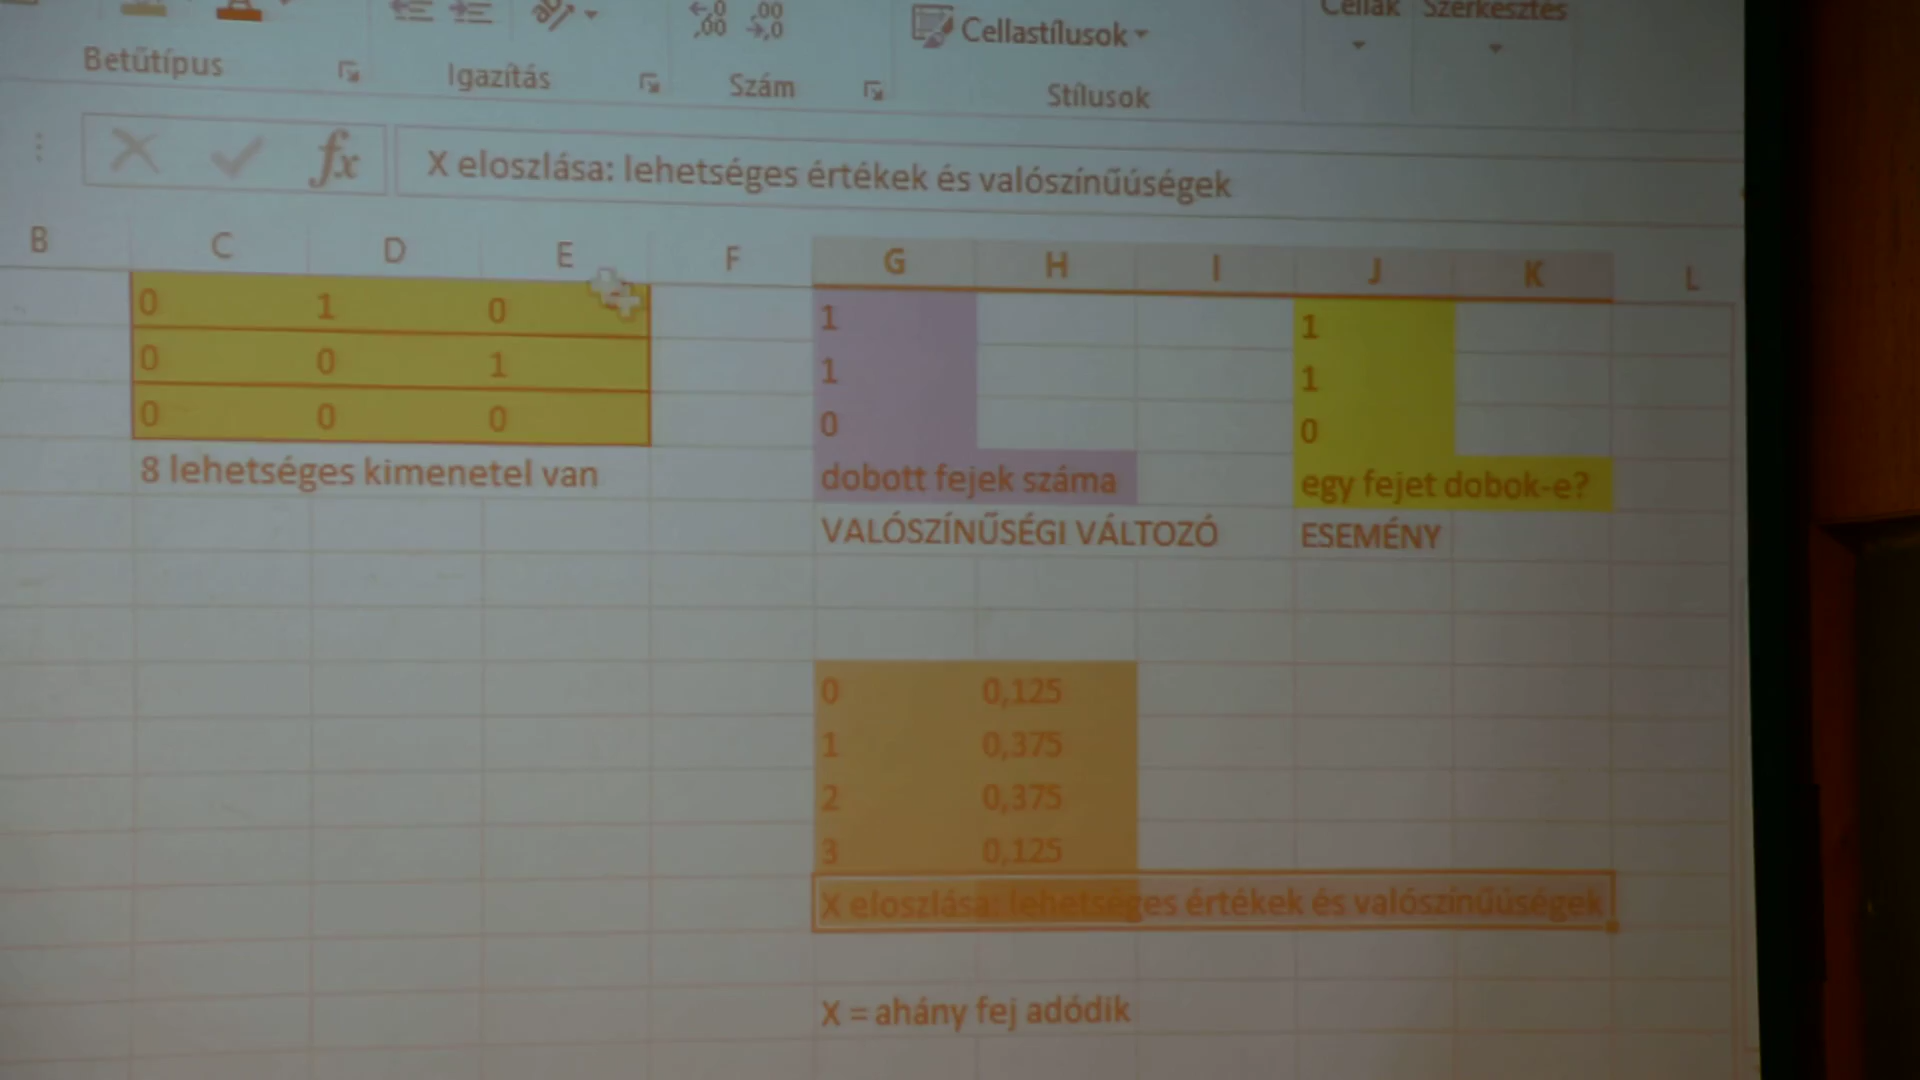 Cellák Szerkesztés
Cellastílusok
Betűtípus Igazítás Szám Stílusok
fx X eloszlása: lehetséges értékek és valószínűúségek
B C D E F G H I J K L
0 1 0 1 1
0 0 1 1 1
0 0 0 0 0
8 lehetséges kimenetel van dobott fejek száma egy fejet dobok-e?
VALÓSZÍNŰSÉGI VÁLTOZÓ ESEMÉNY
0 0,125
1 0,375
2 0,375
3 0,125
X eloszlása: lehetséges értékek és valószínűúségek
X = ahány fej adódik